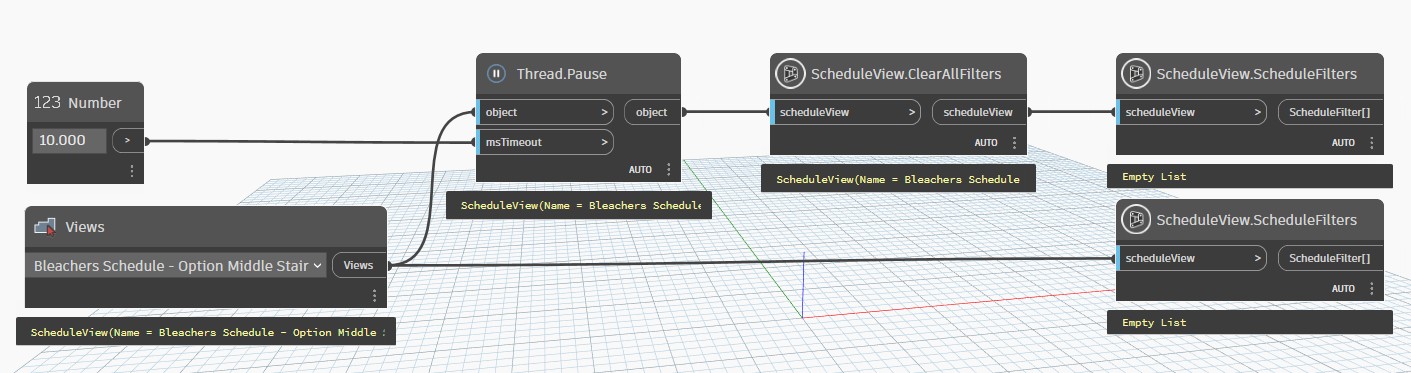 123 Number
10.000
>
Views
Bleachers Schedule - Option Middle Stair
Views
ScheduleView(Name = Bleachers Schedule - Option Middle
Thread.Pause
object >
object
msTimeout >
AUTO
ScheduleView(Name = Bleachers Schedule
ScheduleView.ClearAllFilters
scheduleView >
scheduleView
AUTO
ScheduleView(Name = Bleachers Schedule
ScheduleView.ScheduleFilters
scheduleView >
ScheduleFilter[]
AUTO
Empty List
ScheduleView.ScheduleFilters
scheduleView >
ScheduleFilter[]
AUTO
Empty List